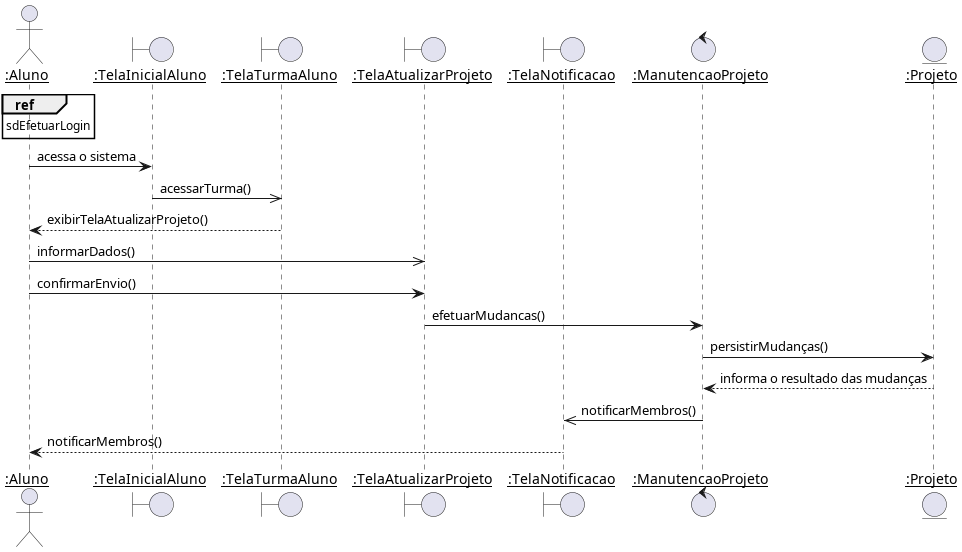 :Aluno :TelaInicialAluno :TelaTurmaAluno :TelaAtualizarProjeto :TelaNotificacao :ManutencaoProjeto :Projeto
ref
sdEfetuarLogin
acessa o sistema
acessarTurma()
exibirTelaAtualizarProjeto()
informarDados()
confirmarEnvio()
efetuarMudancas()
persistirMudanças()
informa o resultado das mudanças
notificarMembros()
notificarMembros()
:Aluno :TelaInicialAluno :TelaTurmaAluno :TelaAtualizarProjeto :TelaNotificacao :ManutencaoProjeto :Projeto